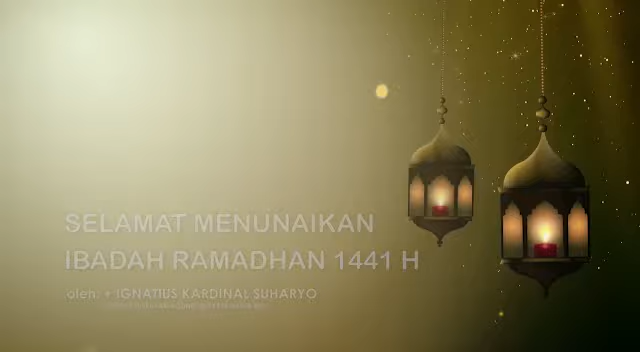 SELAMAT MENUNAIKAN
IBADAH RAMADHAN 1441 H
oleh: + IGNATIUS KARDINAL SUHARYO